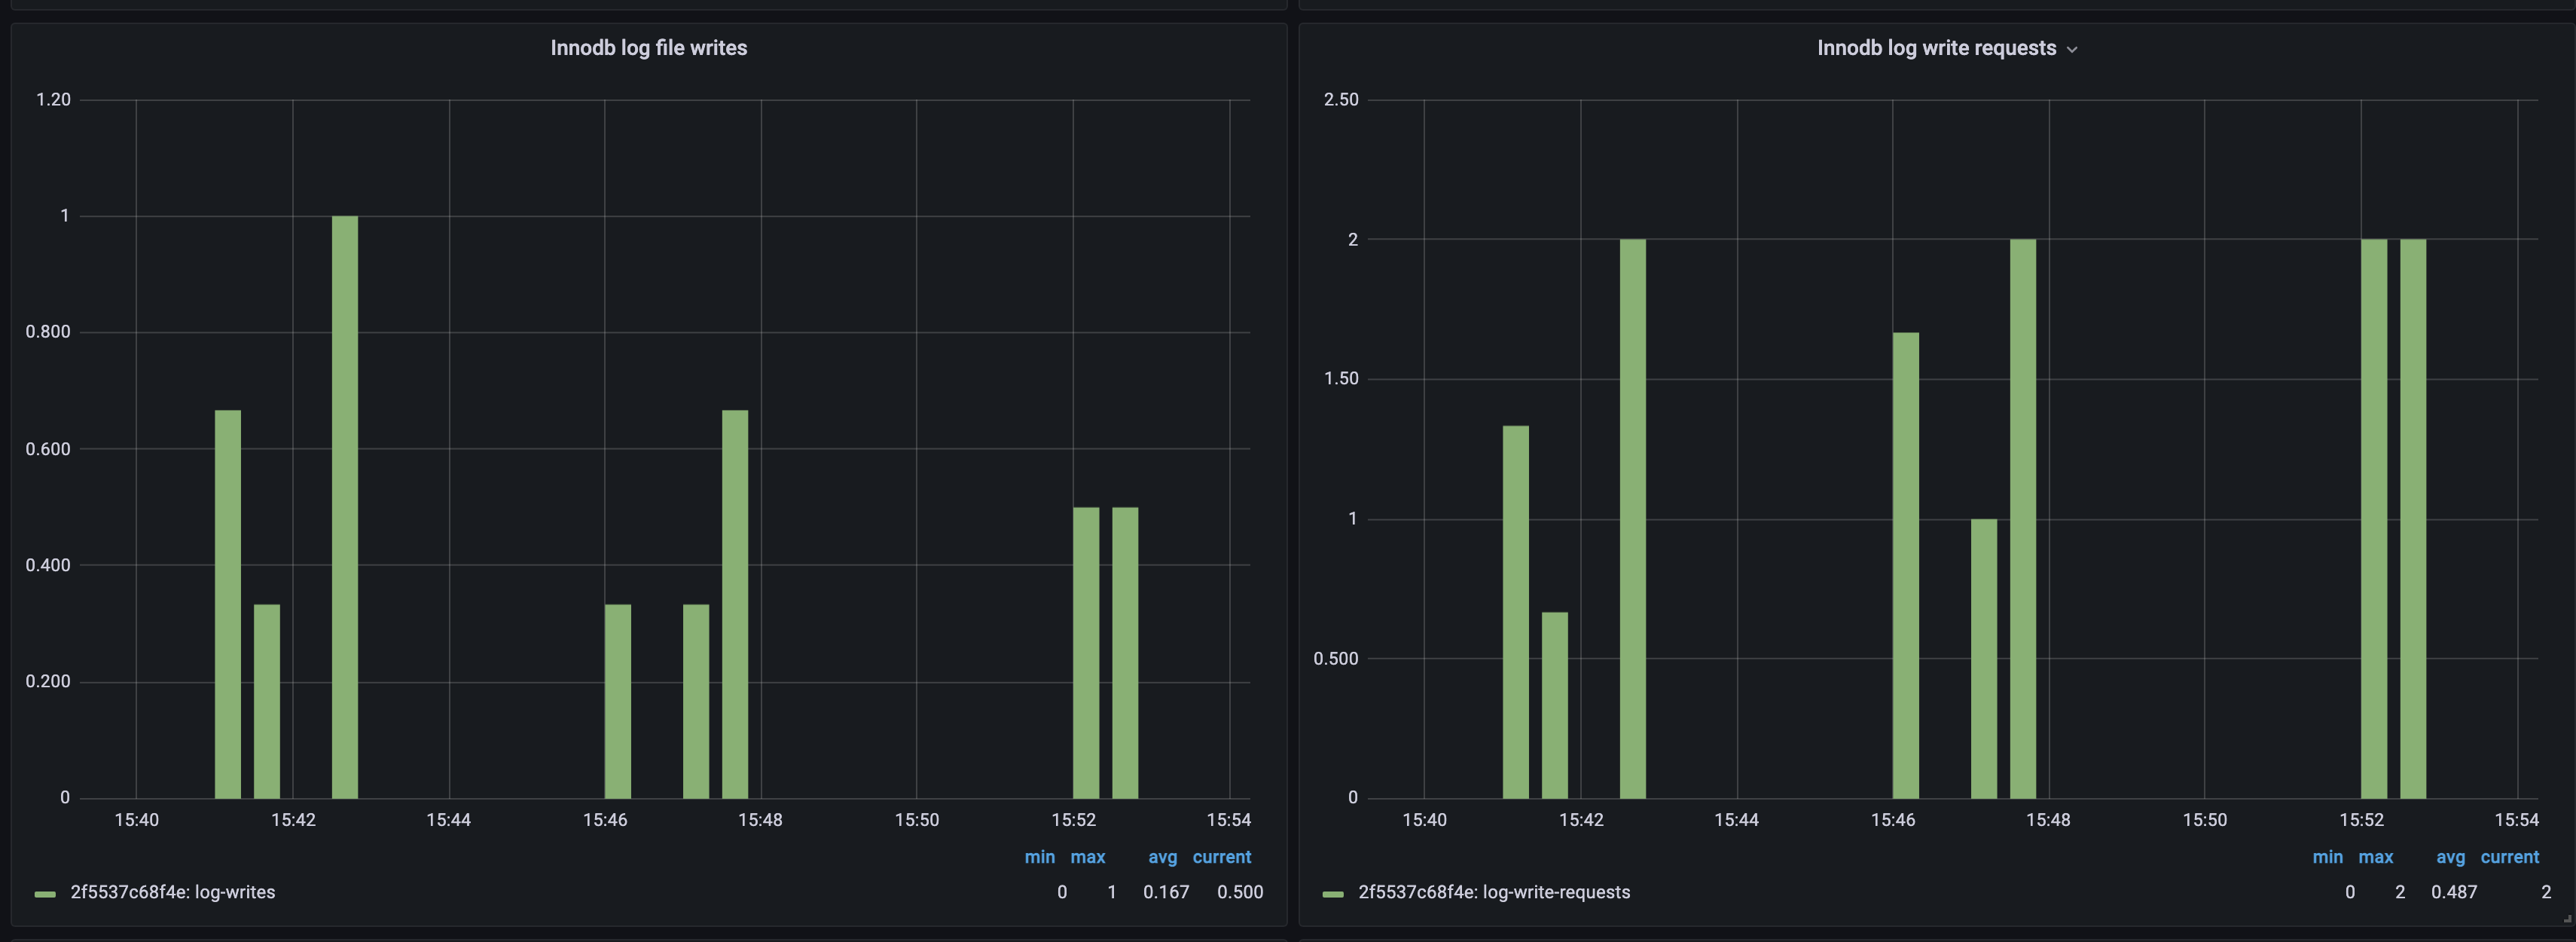 Innodb log file writes
1.20
1
0.800
0.600
0.400
0.200
0
15:40 15:42 15:44 15:46 15:48 15:50 15:52 15:54
min max avg current
2f5537c68f4e: log-writes 0 1 0.167 0.500
Innodb log write requests
2.50
2
1.50
1
0.500
0
15:40 15:42 15:44 15:46 15:48 15:50 15:52 15:54
min max avg current
2f5537c68f4e: log-write-requests 0 2 0.487 2